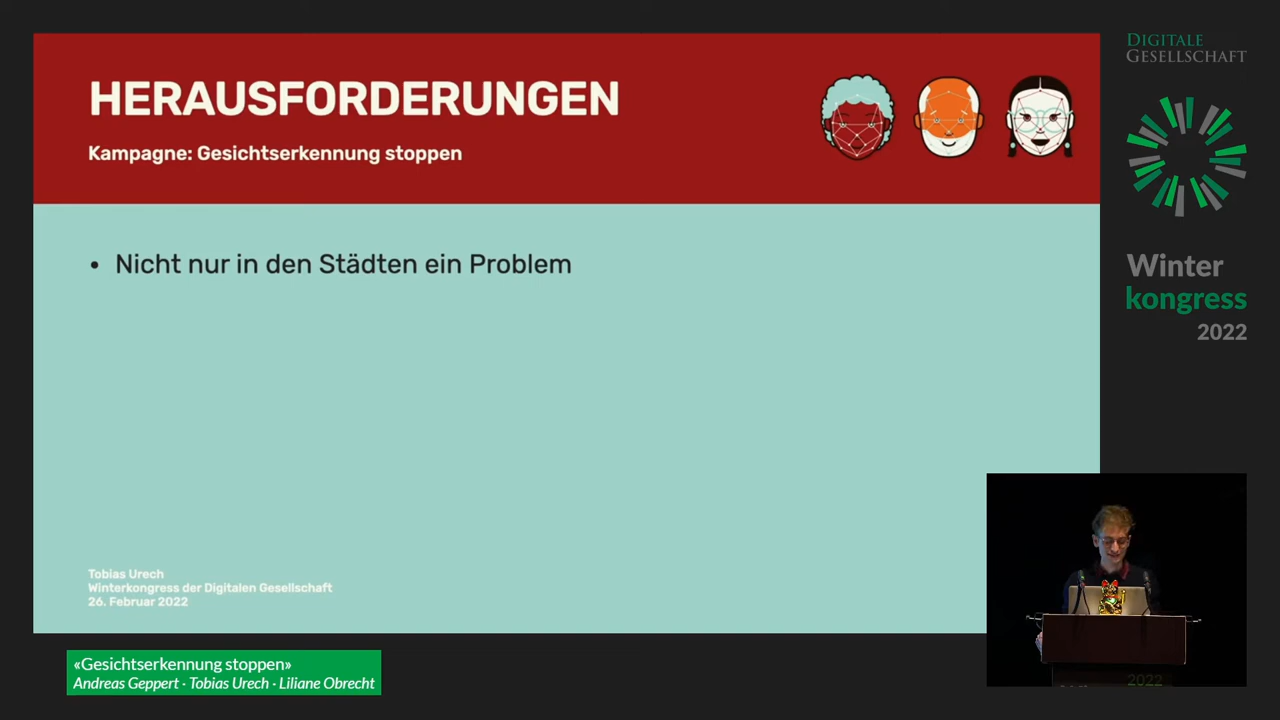 HERAUSFORDERUNGEN
Kampagne: Gesichtserkennung stoppen
• Nicht nur in den Städten ein Problem
Tobias Urech
Winterkongress der Digitalen Gesellschaft
26. Februar 2022
DIGITALE
GESELLSCHAFT
Winter
kongress
2022
2022
«Gesichtserkennung stoppen»
Andreas Geppert · Tobias Urech · Liliane Obrecht